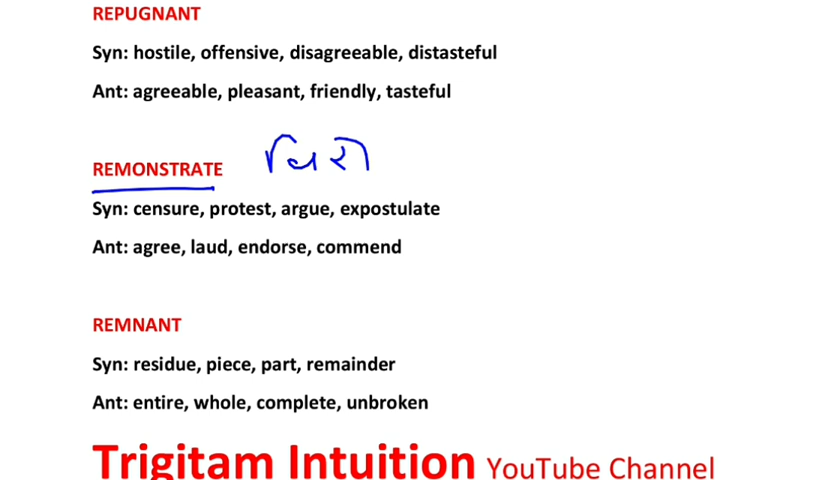 REPUGNANT
Syn: hostile, offensive, disagreeable, distasteful
Ant: agreeable, pleasant, friendly, tasteful
REMONSTRATE विरो
Syn: censure, protest, argue, expostulate
Ant: agree, laud, endorse, commend
REMNANT
Syn: residue, piece, part, remainder
Ant: entire, whole, complete, unbroken
Trigitam Intuition YouTube Channel